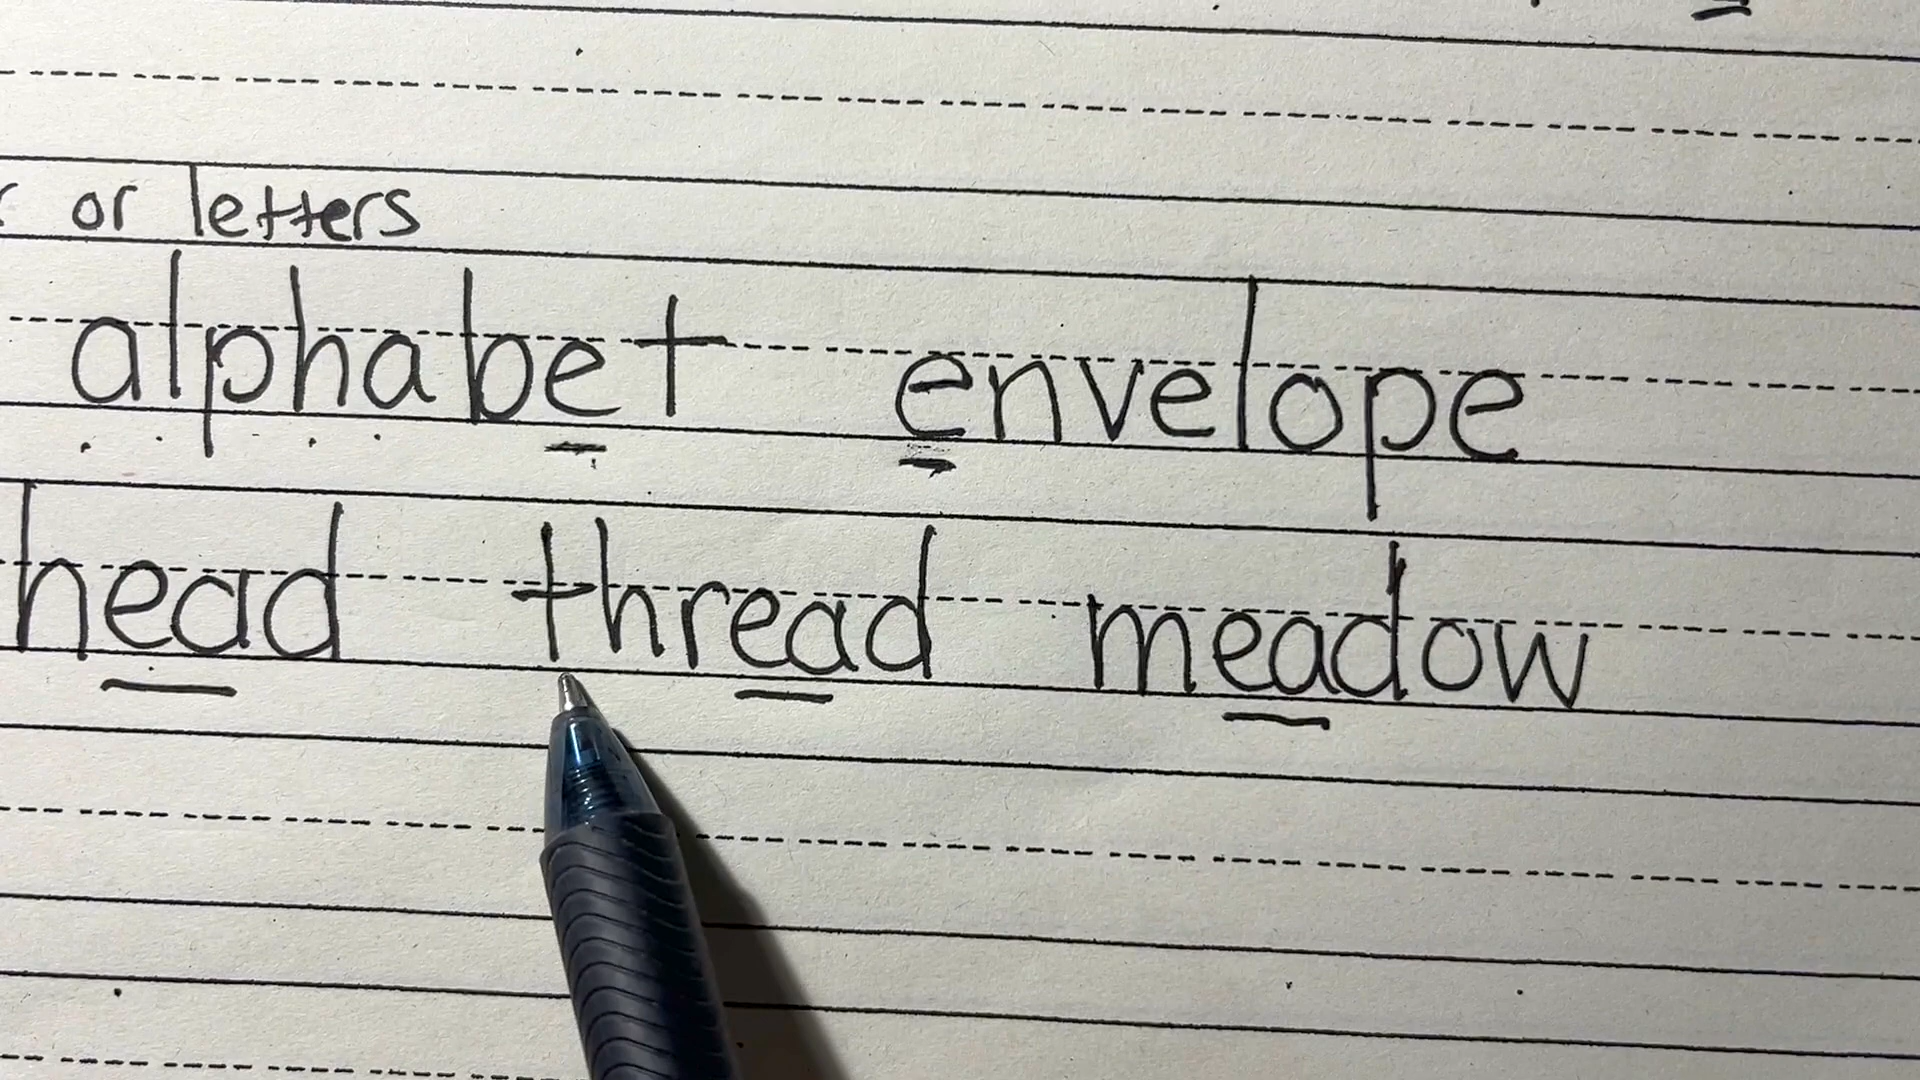 or letters
alphabet envelope
head thread meadow